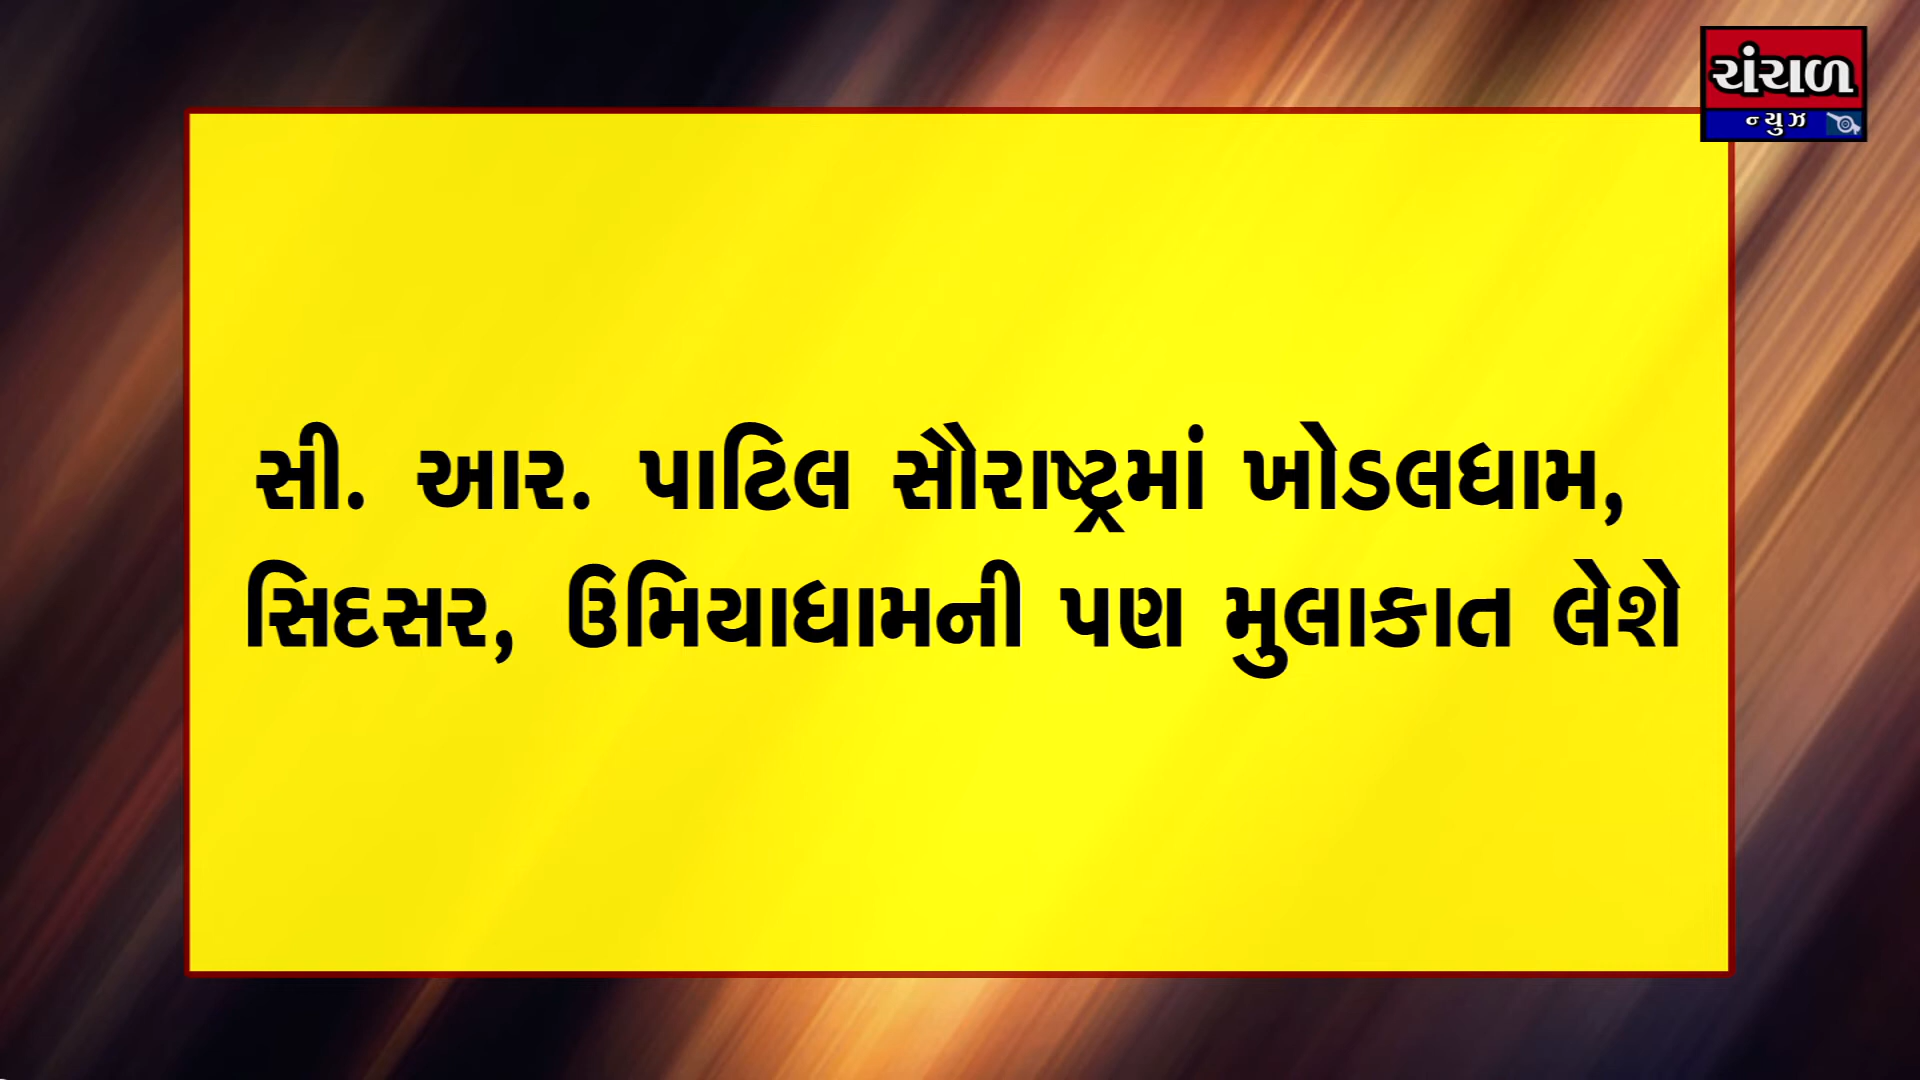 ચંચળ
ન્યુઝ
સી. આર. પાટિલ સૌરાષ્ટ્રમાં ખોડલધામ,
સિદસર, ઉમિયાધામની પણ મુલાકાત લેશે